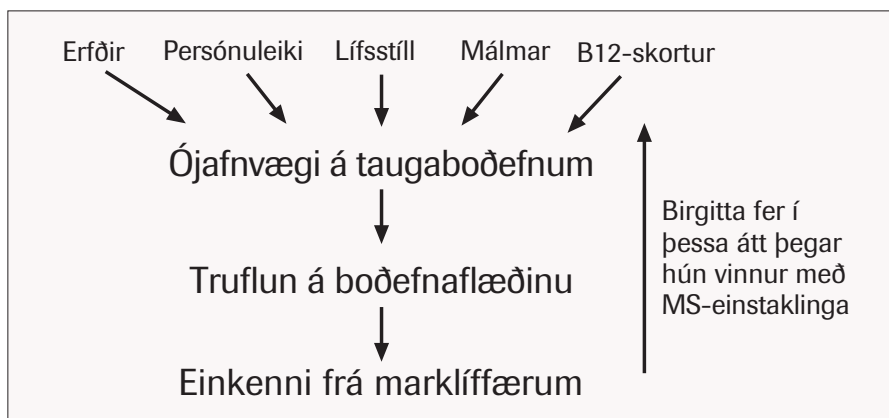 Erfðir Persónuleiki Lífsstíll Málmar B12-skortur
Ójafnvægi á taugaboðefnum
Truflun á boðefnaflæðinu
Einkenni frá marklíffærum
Birgitta fer í
þessa átt þegar
hún vinnur með
MS-einstaklinga